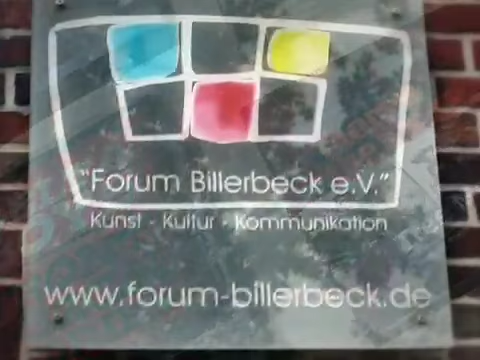 "Forum Billerbeck e.V."
Kunst - Kultur - Kommunikation
www.forum-billerbeck.de